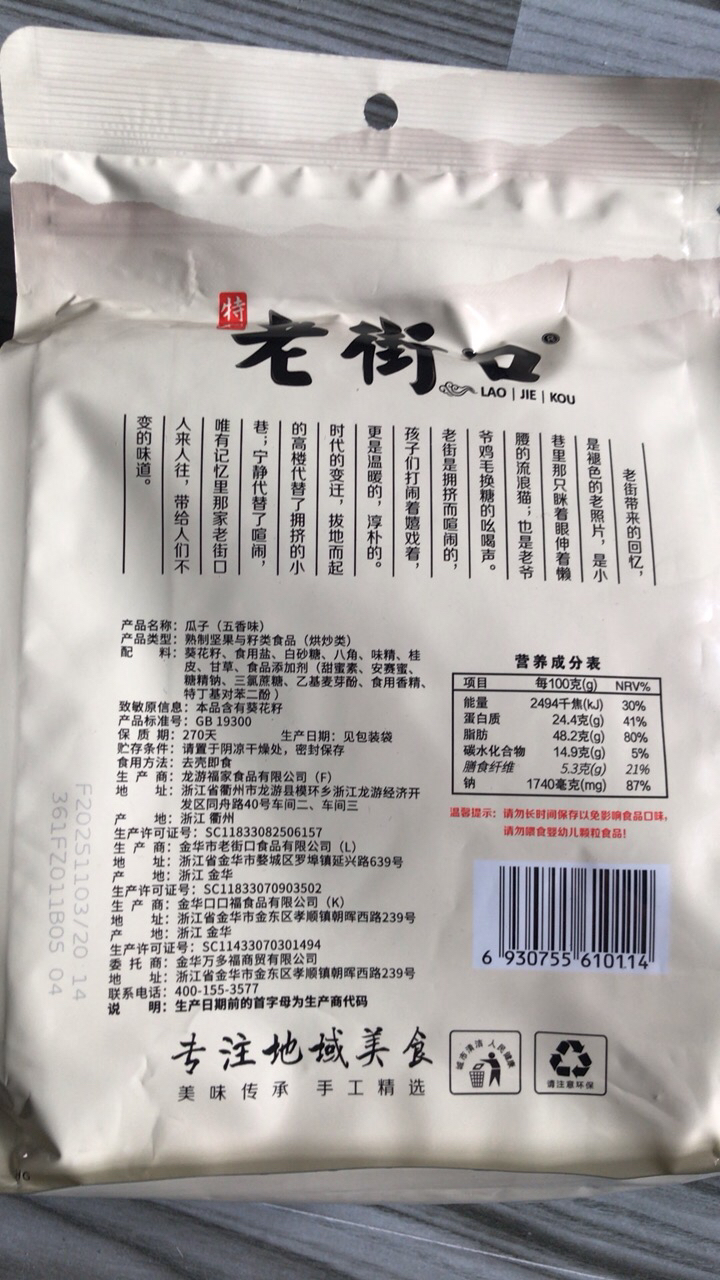 特
老街口®
LAO | JIE | KOU
老街带来的回忆，
是褪色的老照片，是小
巷里那只眯着眼伸着懒
腰的流浪猫；也是老爷
爷鸡毛换糖的吆喝声。
老街是拥挤而喧闹的，
孩子们打闹着嬉戏着，
更是温暖的，淳朴的。
时代的变迁，拔地而起
的高楼代替了拥挤的小
巷；宁静代替了喧闹，
唯有记忆里那家老街口
人来人往，带给人们不
变的味道。
产品名称：瓜子（五香味）
产品类型：熟制坚果与籽类食品（烘炒类）
配 料：葵花籽、食用盐、白砂糖、八角、味精、桂
皮、甘草、食品添加剂（甜蜜素、安赛蜜、
糖精钠、三氯蔗糖、乙基麦芽酚、食用香精、
特丁基对苯二酚）
致敏原信息：本品含有葵花籽
产品标准号：GB 19300
保 质 期：270天 生产日期：见包装袋
贮存条件：请置于阴凉干燥处，密封保存
食用方法：去壳即食
生 产 商：龙游福家食品有限公司（F）
地 址：浙江省衢州市龙游县模环乡浙江龙游经济开
发区同舟路40号车间二、车间三
产 地：浙江 衢州
生产许可证号：SC11833082506157
生 产 商：金华市老街口食品有限公司（L）
地 址：浙江省金华市婺城区罗埠镇延兴路639号
产 地：浙江 金华
生产许可证号：SC11833070903502
生 产 商：金华口口福食品有限公司（K）
地 址：浙江省金华市金东区孝顺镇朝晖西路239号
产 地：浙江 金华
生产许可证号：SC11433070301494
委 托 商：金华万多福商贸有限公司
地 址：浙江省金华市金东区孝顺镇朝晖西路239号
联系电话：400-155-3577
说 明：生产日期前的首字母为生产商代码
营养成分表
项目 每100克(g) NRV%
能量 2494千焦(kJ) 30%
蛋白质 24.4克(g) 41%
脂肪 48.2克(g) 80%
碳水化合物 14.9克(g) 5%
膳食纤维 5.3克(g) 21%
钠 1740毫克(mg) 87%
温馨提示：请勿长时间保存以免影响食品口味，
请勿喂食婴幼儿颗粒食品！
6 930755 610114
F20251103/20 14
361FZ011B05 04
专注地域美食
美味传承 手工精选
城市清洁 人民健康
请注意环保